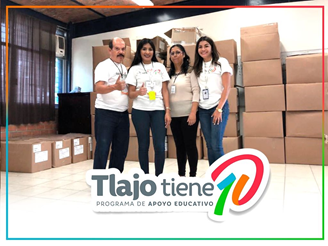 Tlajo tiene 10
PROGRAMA DE APOYO EDUCATIVO